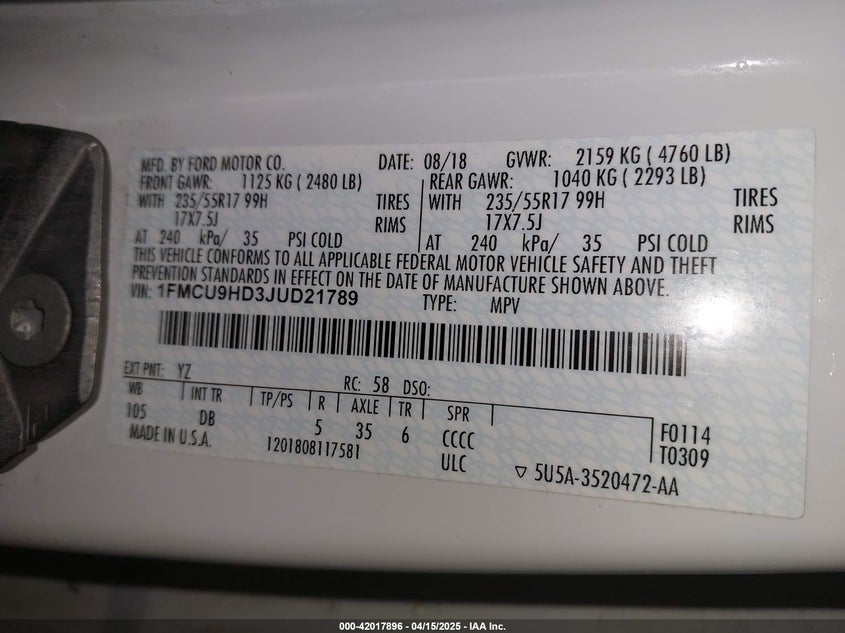 MFD. BY FORD MOTOR CO. DATE: 08/18 GVWR: 2159 KG ( 4760 LB)
FRONT GAWR: 1125 KG ( 2480 LB) REAR GAWR: 1040 KG ( 2293 LB)
WITH 235/55R17 99H TIRES WITH 235/55R17 99H TIRES
17X7.5J RIMS 17X7.5J RIMS
AT 240 kPa/ 35 PSI COLD AT 240 kPa/ 35 PSI COLD
THIS VEHICLE CONFORMS TO ALL APPLICABLE FEDERAL MOTOR VEHICLE SAFETY AND THEFT
PREVENTION STANDARDS IN EFFECT ON THE DATE OF MANUFACTURE SHOWN ABOVE.
VIN: 1FMCU9HD3JUD21789 TYPE: MPV
EXT PNT: YZ RC: 58 DSO:
WB INT TR TP/PS R AXLE TR SPR
105 DB 5 35 6 CCCC F0114
MADE IN U.S.A. 1201808117581 ULC T0309
5U5A-3520472-AA
000-42017896 - 04/15/2025 - IAA Inc.